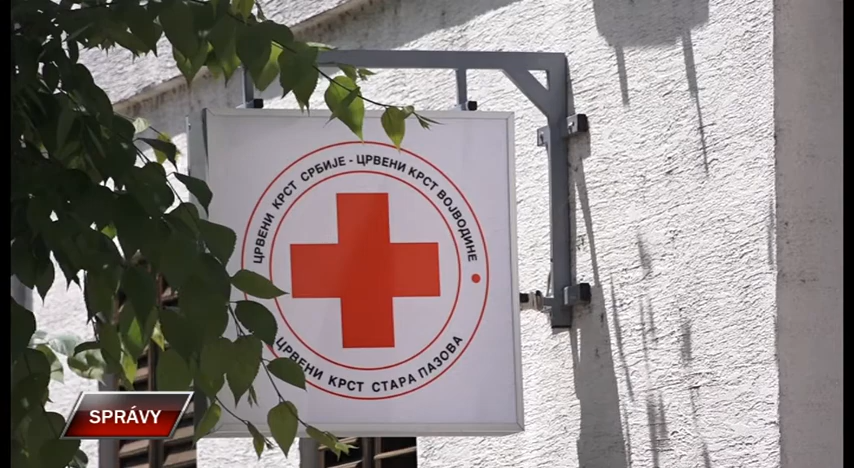 ЦРВЕНИ КРСТ СРБИЈЕ - ЦРВЕНИ КРСТ ВОЈВОДИНЕ
ЦРВЕНИ КРСТ СТАРА ПАЗОВА
SPRÁVY